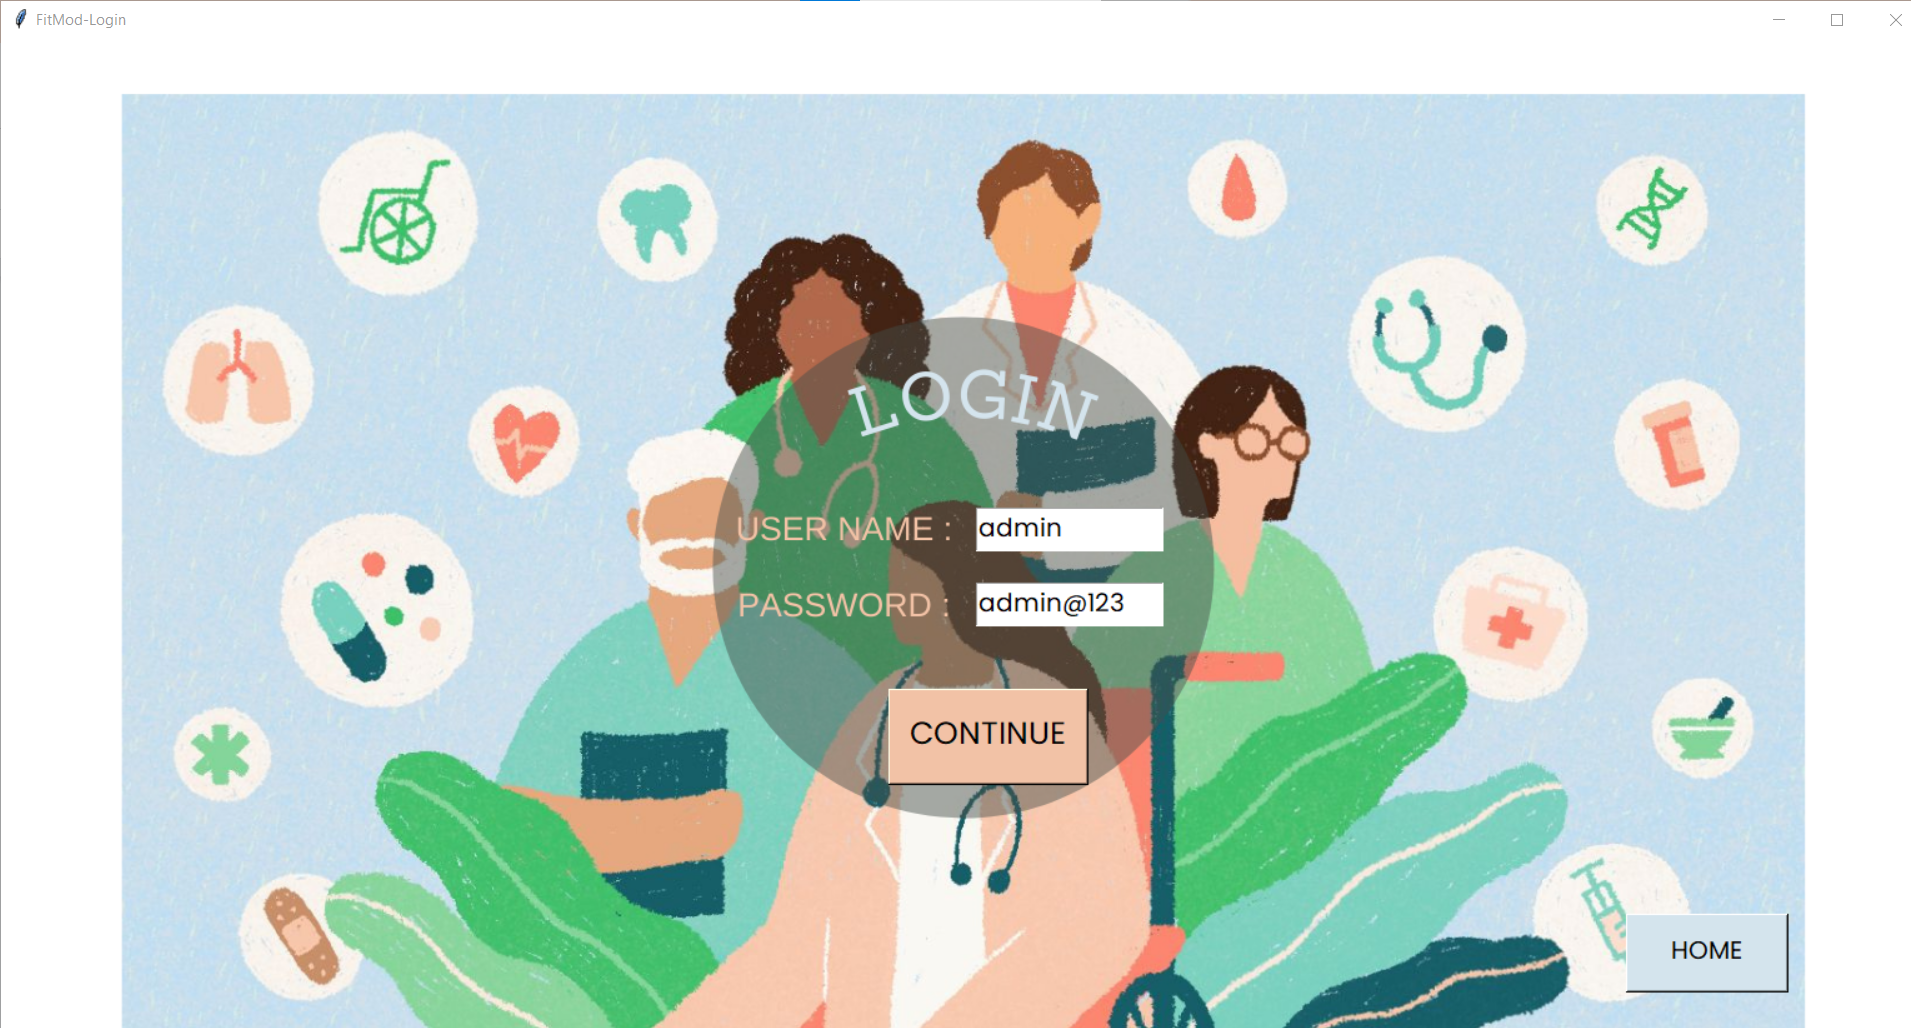 FitMod-Login
LOGIN
USER NAME : admin
PASSWORD : admin@123
CONTINUE
HOME